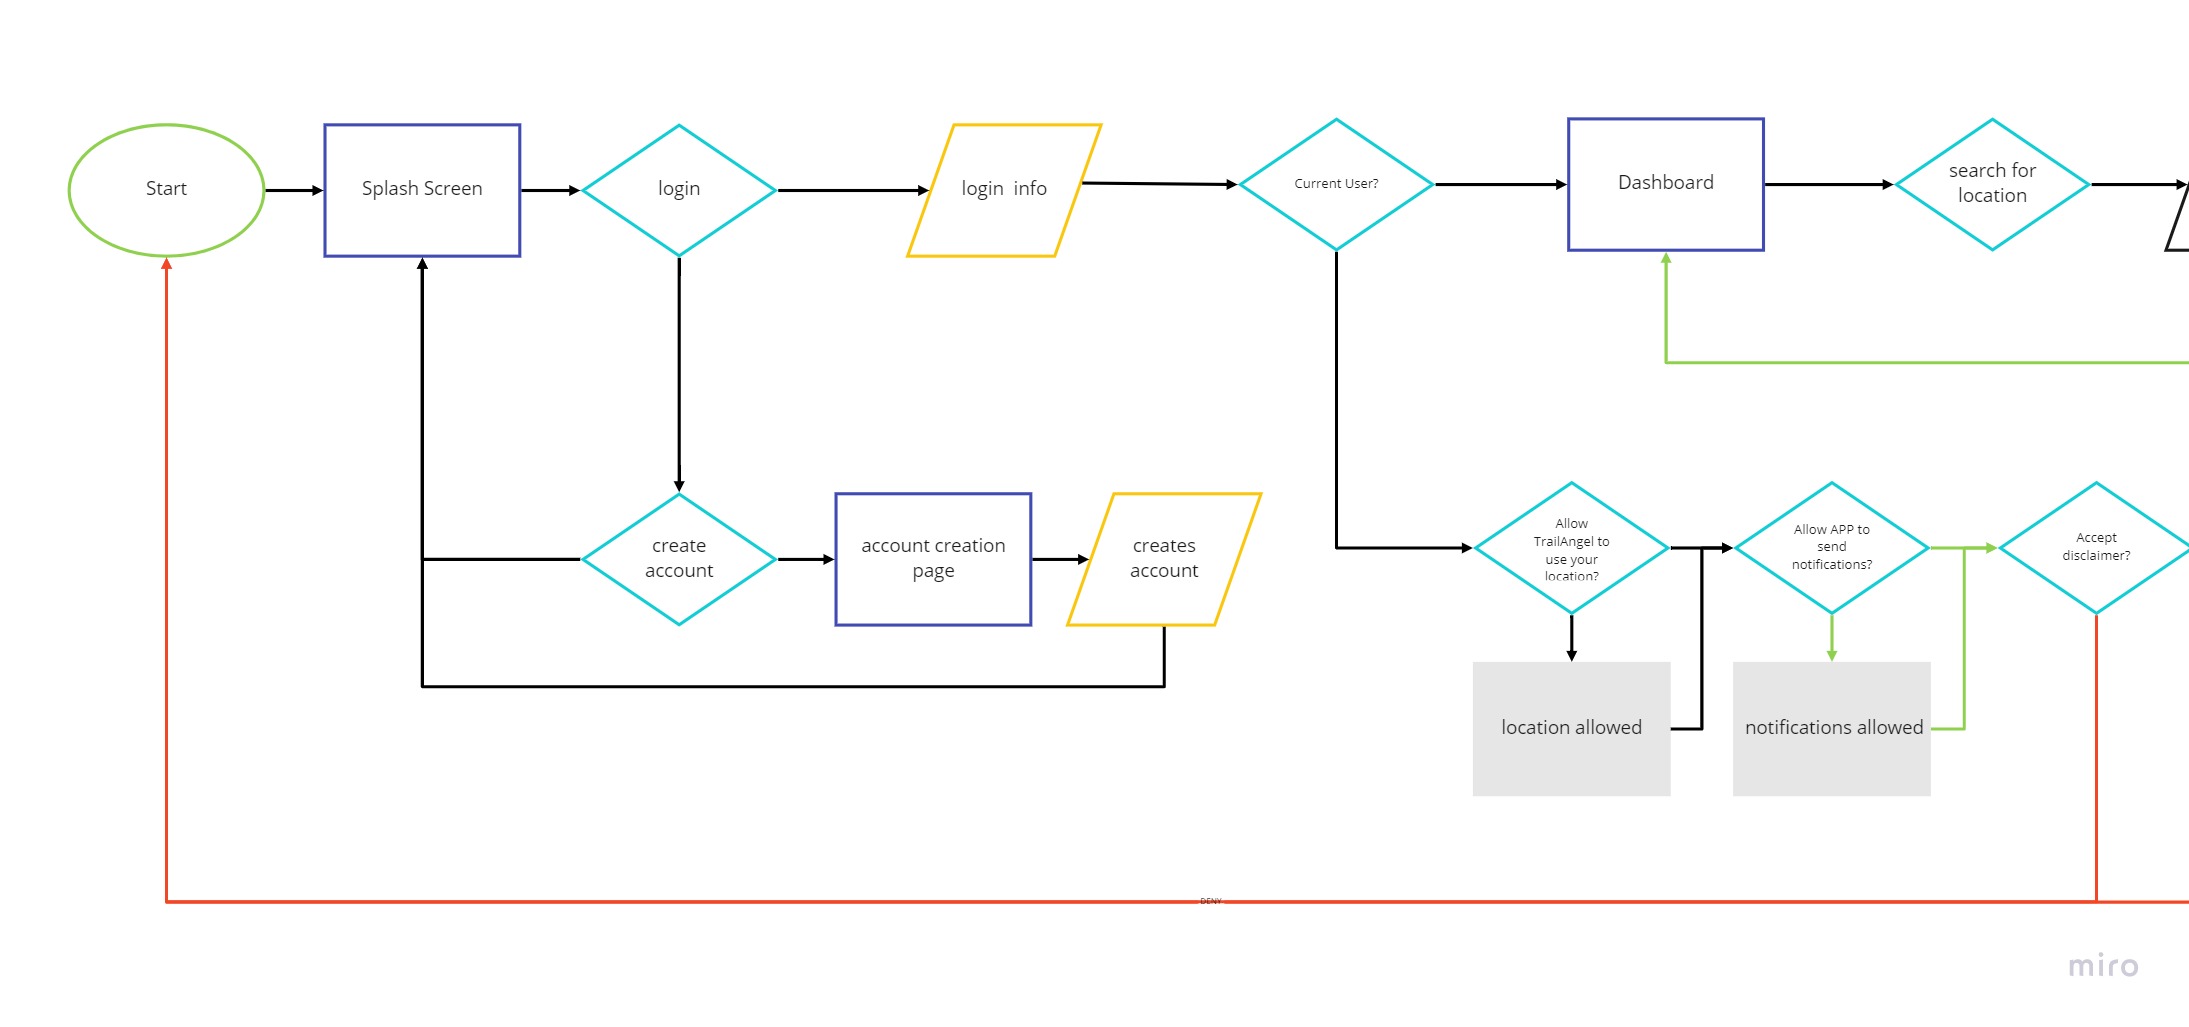 Start
Splash Screen
login
login info
Current User?
Dashboard
search for
location
create
account
account creation
page
creates
account
Allow
TrailAngel to
use your
location?
Allow APP to
send
notifications?
Accept
disclaimer?
location allowed
notifications allowed
DENY
miro